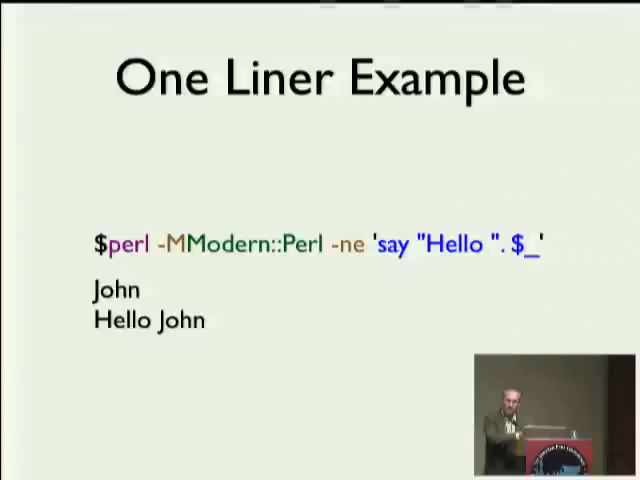 One Liner Example
$perl -MModern::Perl -ne 'say "Hello ". $_'
John
Hello John